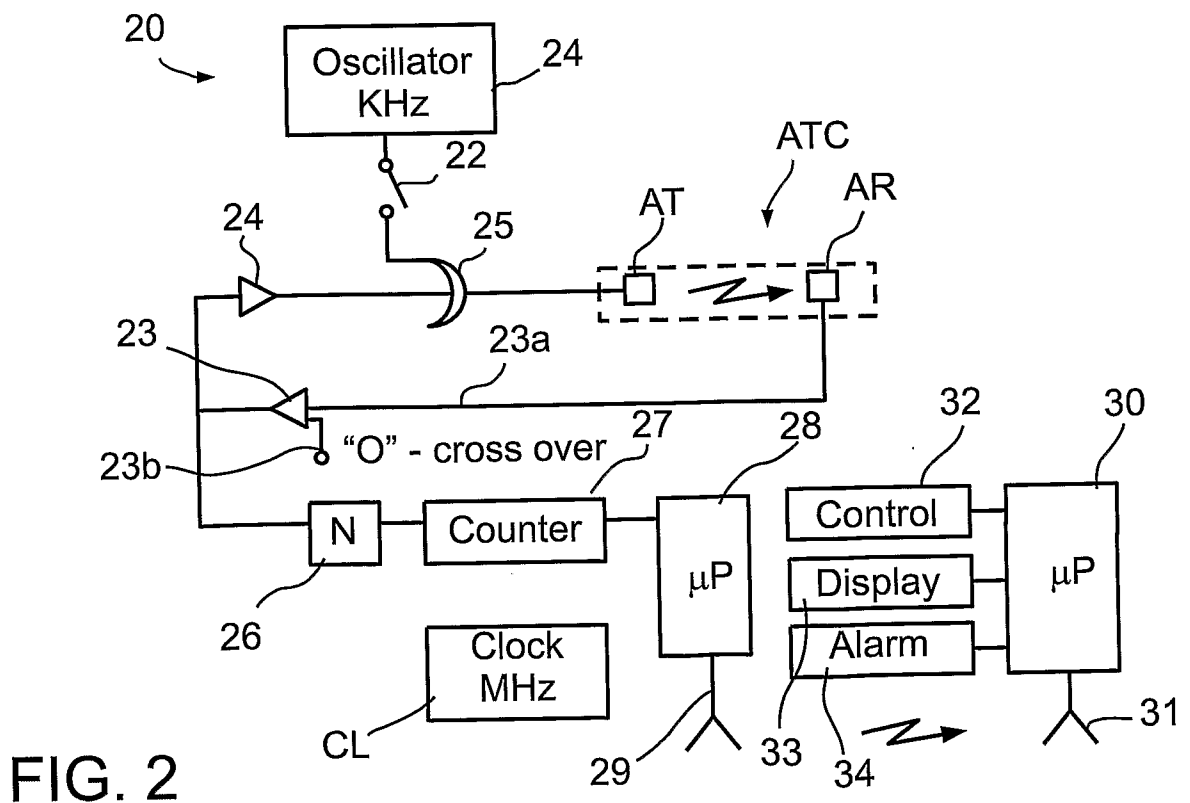 20
Oscillator
KHz
24
22
ATC
AT
AR
24
25
23
23a
23b
“O” - cross over
27
28
32
30
N
Counter
μP
Control
Display
Alarm
μP
26
Clock
MHz
CL
29
33
34
31
FIG. 2